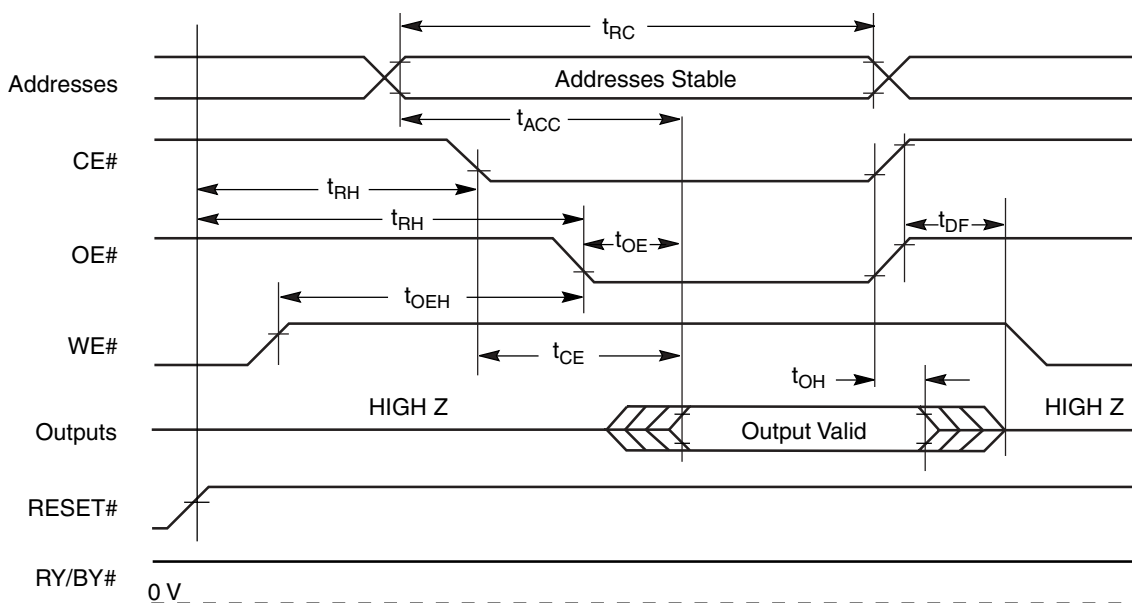 tRC
Addresses
Addresses Stable
tACC
CE#
tRH
tRH
tOE
tDF
OE#
tOEH
WE#
tCE
tOH
HIGH Z
HIGH Z
Outputs
Output Valid
RESET#
RY/BY#
0 V